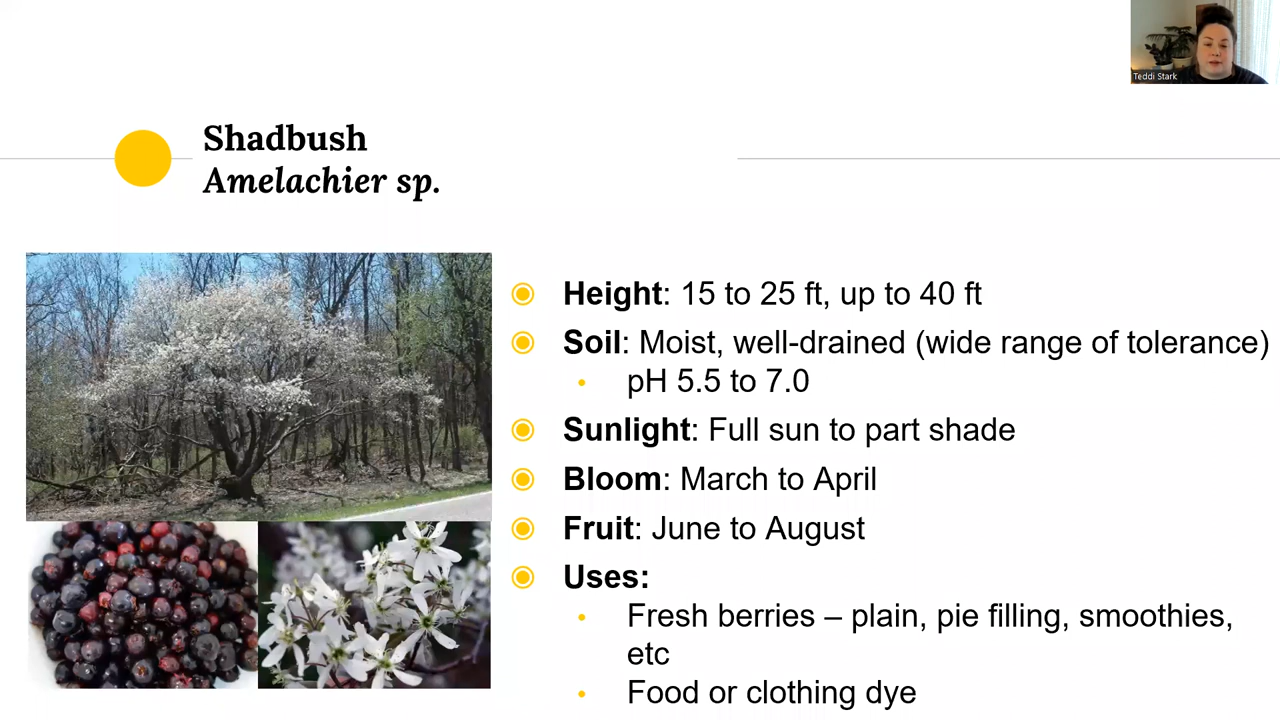 Teddi Stark
Shadbush
Amelachier sp.
Height: 15 to 25 ft, up to 40 ft
Soil: Moist, well-drained (wide range of tolerance)
pH 5.5 to 7.0
Sunlight: Full sun to part shade
Bloom: March to April
Fruit: June to August
Uses:
Fresh berries – plain, pie filling, smoothies,
etc
Food or clothing dye